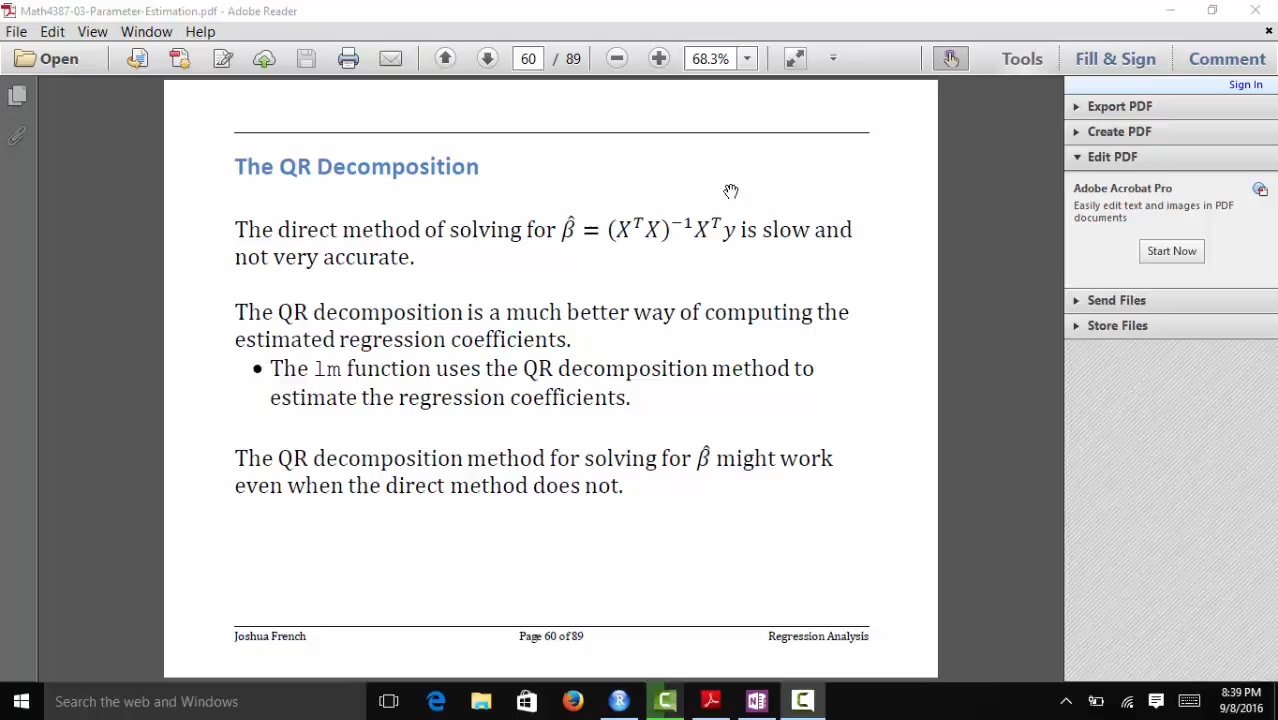 Math4387-03-Parameter-Estimation.pdf - Adobe Reader
File Edit View Window Help
Open 60 / 89 68.3% Tools Fill & Sign Comment
Sign In
Export PDF
Create PDF
Edit PDF
Adobe Acrobat Pro
Easily edit text and images in PDF
documents
Start Now
Send Files
Store Files
The QR Decomposition
The direct method of solving for β̂ = (XᵀX)⁻¹Xᵀy is slow and
not very accurate.
The QR decomposition is a much better way of computing the
estimated regression coefficients.
• The lm function uses the QR decomposition method to
estimate the regression coefficients.
The QR decomposition method for solving for β̂ might work
even when the direct method does not.
Joshua French Page 60 of 89 Regression Analysis
Search the web and Windows
8:39 PM
9/8/2016